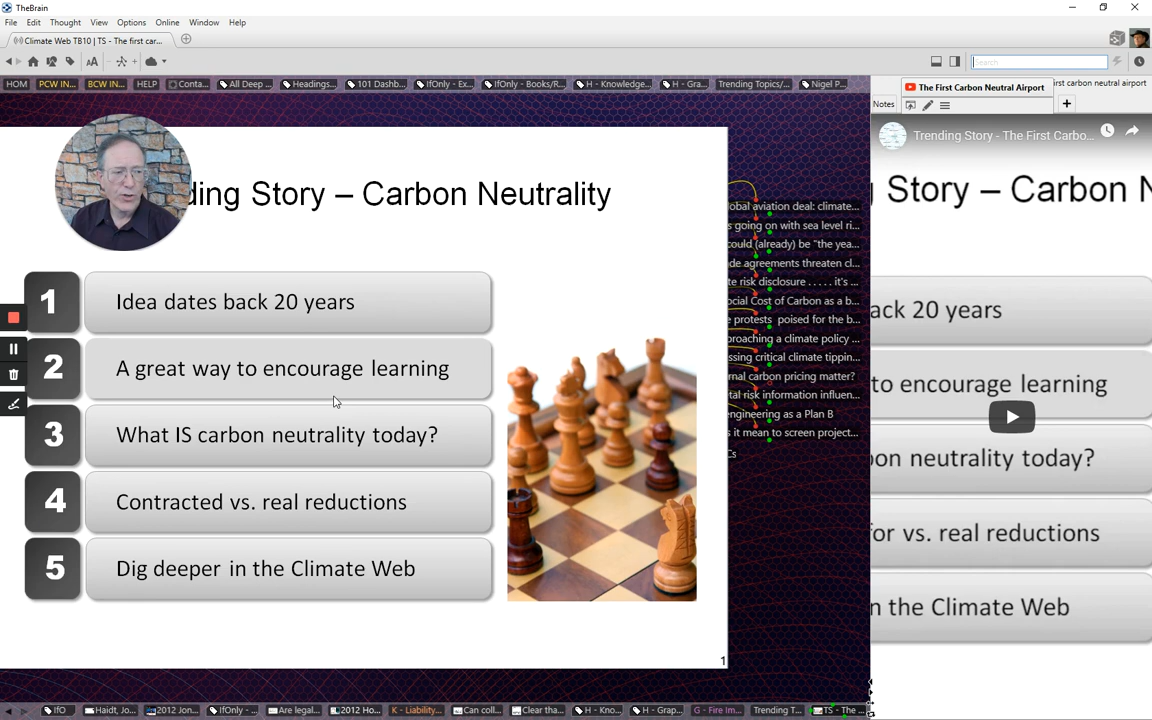 TheBrain
File Edit Thought View Options Online Window Help
Climate Web TB10 | TS - The first car...
AA
Search
HOM PCW IN... BCW IN... HELP Conta... All Deep ... Headings... 101 Dashb... IfOnly - Ex... IfOnly - Books/R... H - Knowledge... H - Gra... Trending Topics/... Nigel P...
The First Carbon Neutral Airport
irst carbon neutral airport
Notes
Trending Story - The First Carbo...
ding Story – Carbon Neutrality
1 Idea dates back 20 years
2 A great way to encourage learning
3 What IS carbon neutrality today?
4 Contracted vs. real reductions
5 Dig deeper in the Climate Web
1
obal aviation deal: climate...
s going on with sea level ri...
could (already) be "the yea...
de agreements threaten cl...
te risk disclosure . . . . . it's ...
ocial Cost of Carbon as a b...
e protests poised for the b...
proaching a climate policy ...
ssing critical climate tippin...
rnal carbon pricing matter?
tal risk information influen...
engineering as a Plan B
s it mean to screen project...
Cs
Story – Carbon N
ack 20 years
to encourage learning
on neutrality today?
for vs. real reductions
n the Climate Web
IfO Haidt, Jo... 2012 Jon... IfOnly - ... Are legal... 2012 Ho... K - Liability... Can coll... Clear tha... H - Kno... H - Grap... G - Fire Im... Trending T... TS - The ...